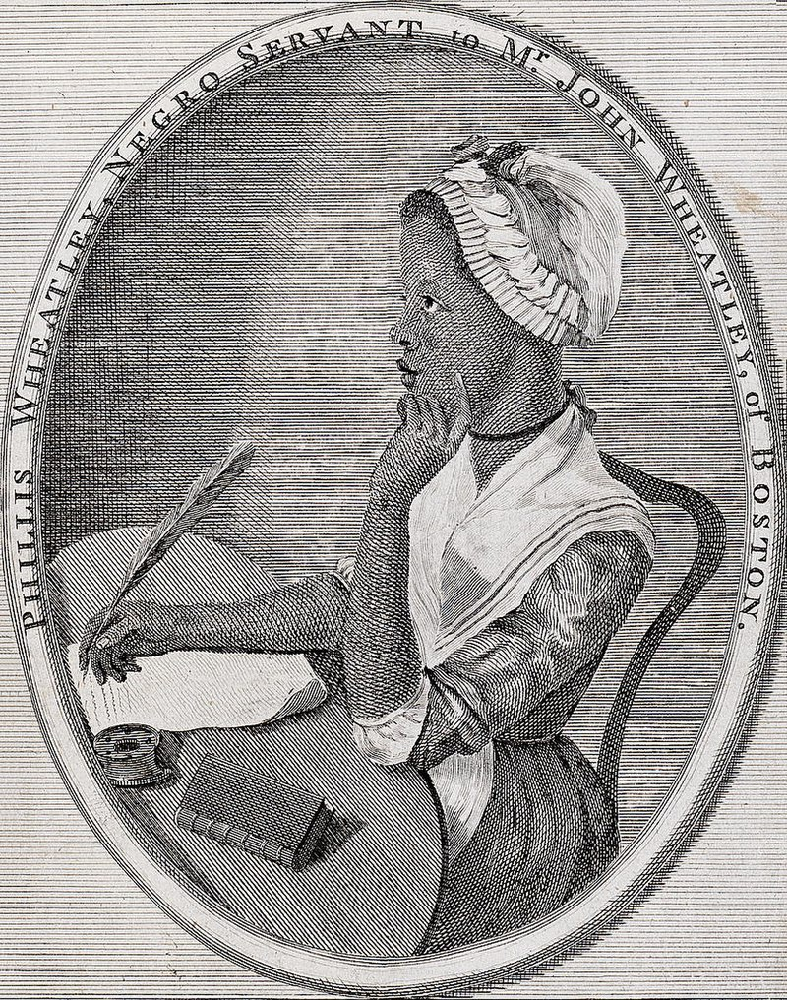 PHILLIS WHEATLEY, NEGRO SERVANT to Mr. JOHN WHEATLEY, of BOSTON.